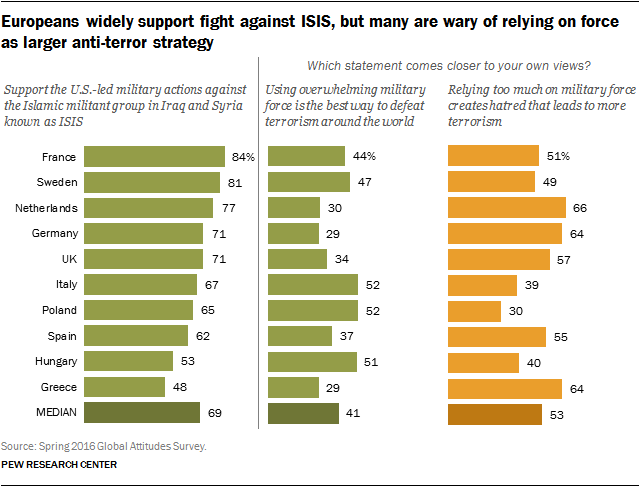 Europeans widely support fight against ISIS, but many are wary of relying on force
as larger anti-terror strategy
Which statement comes closer to your own views?
Support the U.S.-led military actions against
the Islamic militant group in Iraq and Syria
known as ISIS
Using overwhelming military
force is the best way to defeat
terrorism around the world
Relying too much on military force
creates hatred that leads to more
terrorism
France 84% 44% 51%
Sweden 81 47 49
Netherlands 77 30 66
Germany 71 29 64
UK 71 34 57
Italy 67 52 39
Poland 65 52 30
Spain 62 37 55
Hungary 53 51 40
Greece 48 29 64
MEDIAN 69 41 53
Source: Spring 2016 Global Attitudes Survey.
PEW RESEARCH CENTER